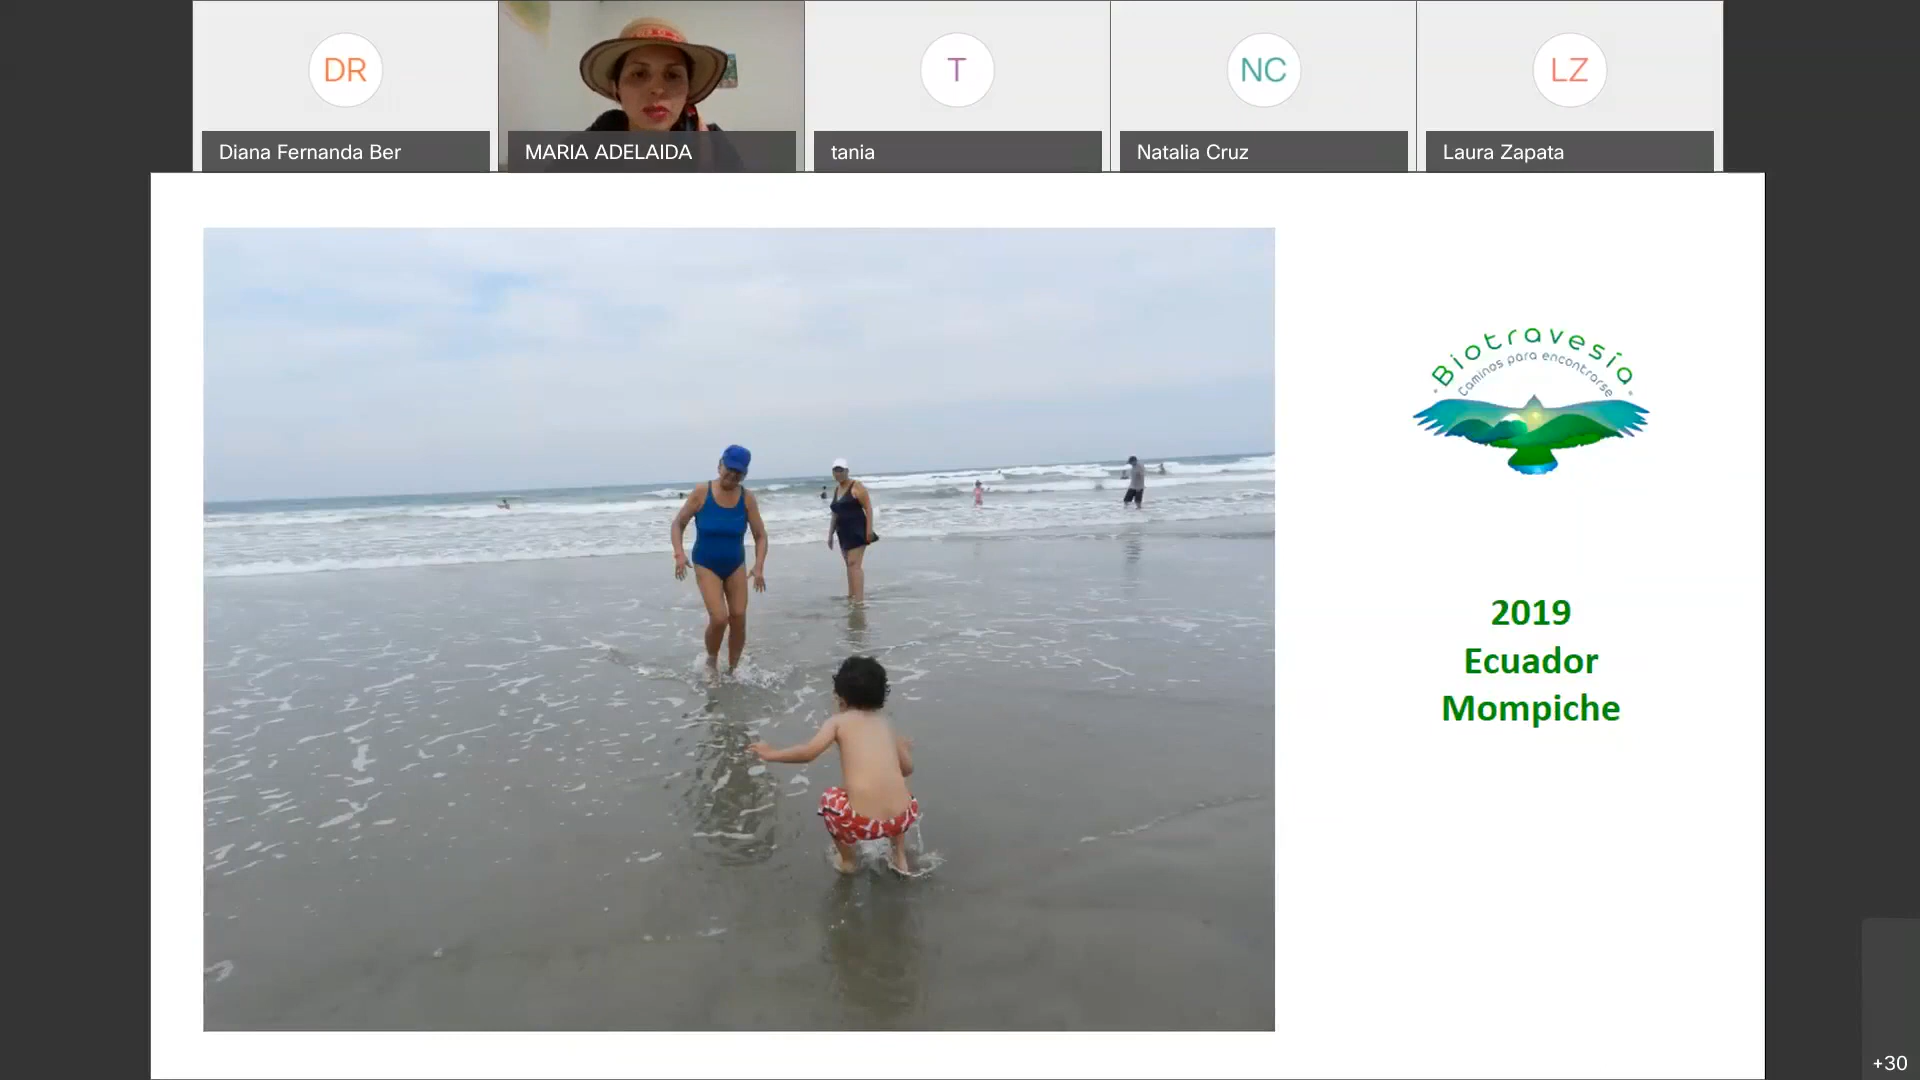 DR
T
NC
LZ
Diana Fernanda Ber
MARIA ADELAIDA
tania
Natalia Cruz
Laura Zapata
Biotravesía
Caminos para encontrarse
2019
Ecuador
Mompiche
+30